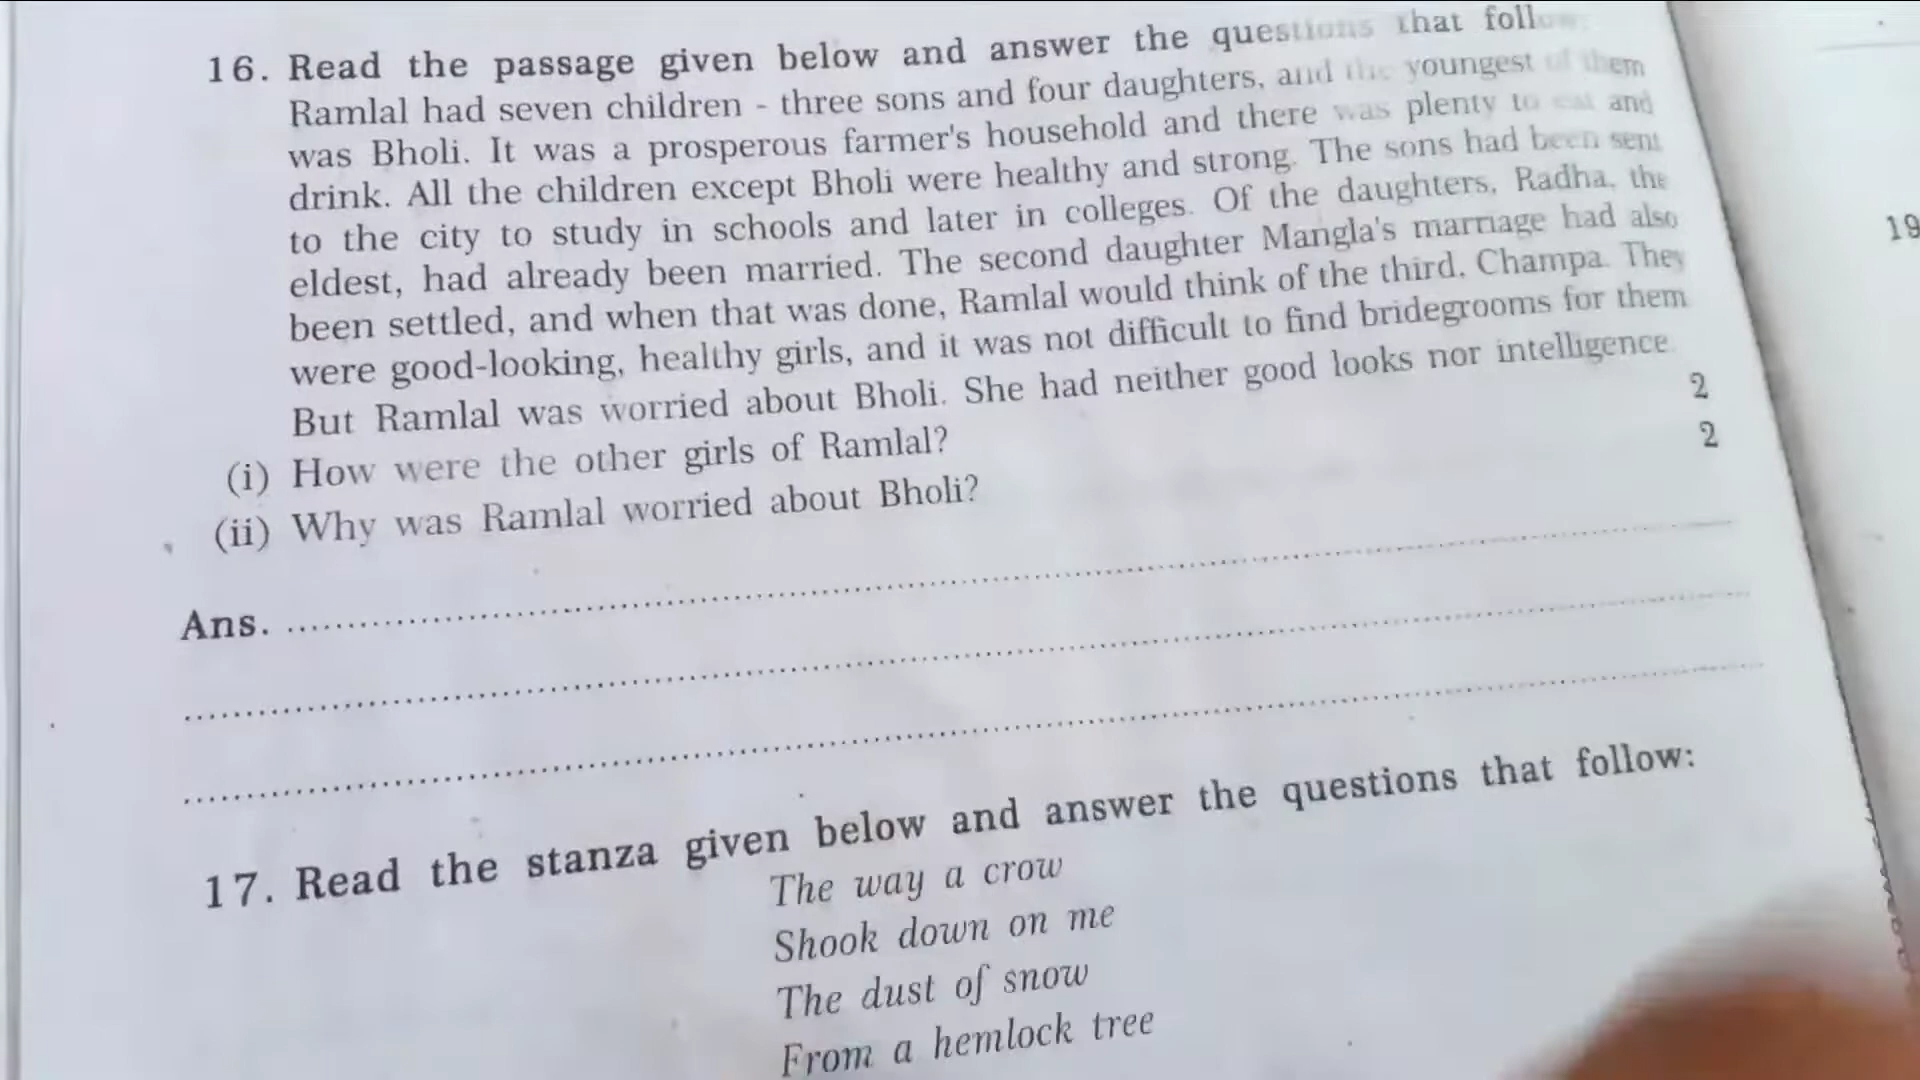 16. Read the passage given below and answer the questions that follow:
Ramlal had seven children - three sons and four daughters, and the youngest of them
was Bholi. It was a prosperous farmer's household and there was plenty to eat and
drink. All the children except Bholi were healthy and strong. The sons had been sent
to the city to study in schools and later in colleges. Of the daughters, Radha, the
eldest, had already been married. The second daughter Mangla's marriage had also
been settled, and when that was done, Ramlal would think of the third, Champa. They
were good-looking, healthy girls, and it was not difficult to find bridegrooms for them
But Ramlal was worried about Bholi. She had neither good looks nor intelligence.
(i) How were the other girls of Ramlal? 2
(ii) Why was Ramlal worried about Bholi? 2
Ans.
17. Read the stanza given below and answer the questions that follow:
The way a crow
Shook down on me
The dust of snow
From a hemlock tree
19